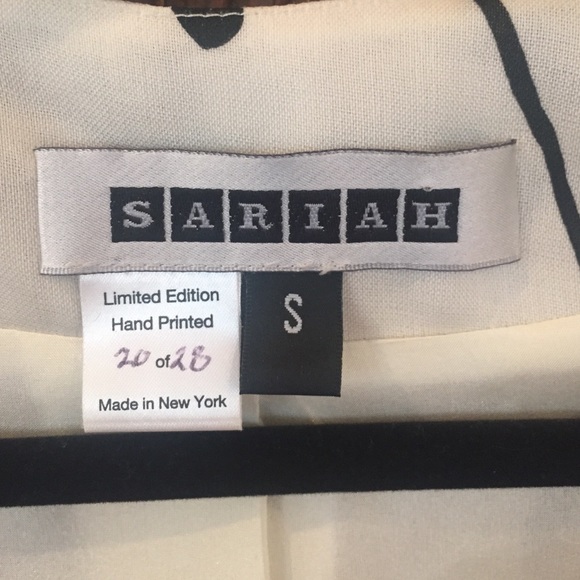 SARIAH
Limited Edition
Hand Printed
20 of 28
Made in New York
S